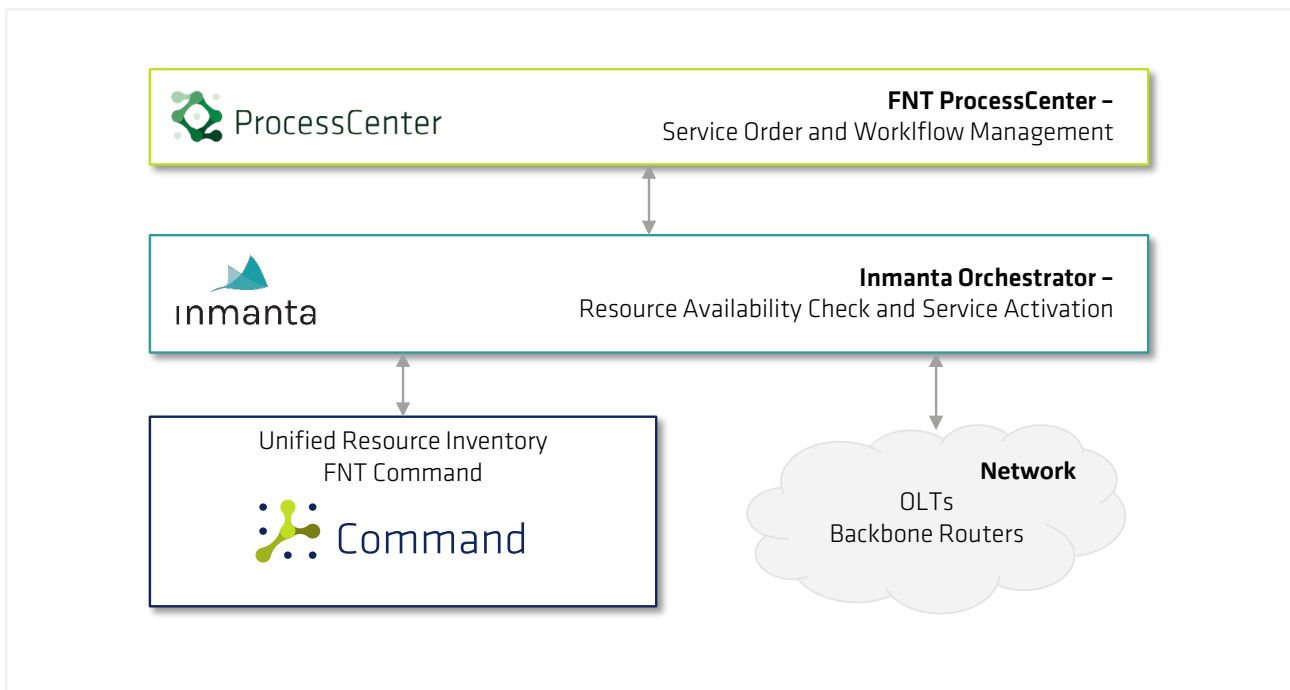 ProcessCenter
FNT ProcessCenter –
Service Order and Worklflow Management
inmanta
Inmanta Orchestrator –
Resource Availability Check and Service Activation
Unified Resource Inventory
FNT Command
Command
Network
OLTs
Backbone Routers